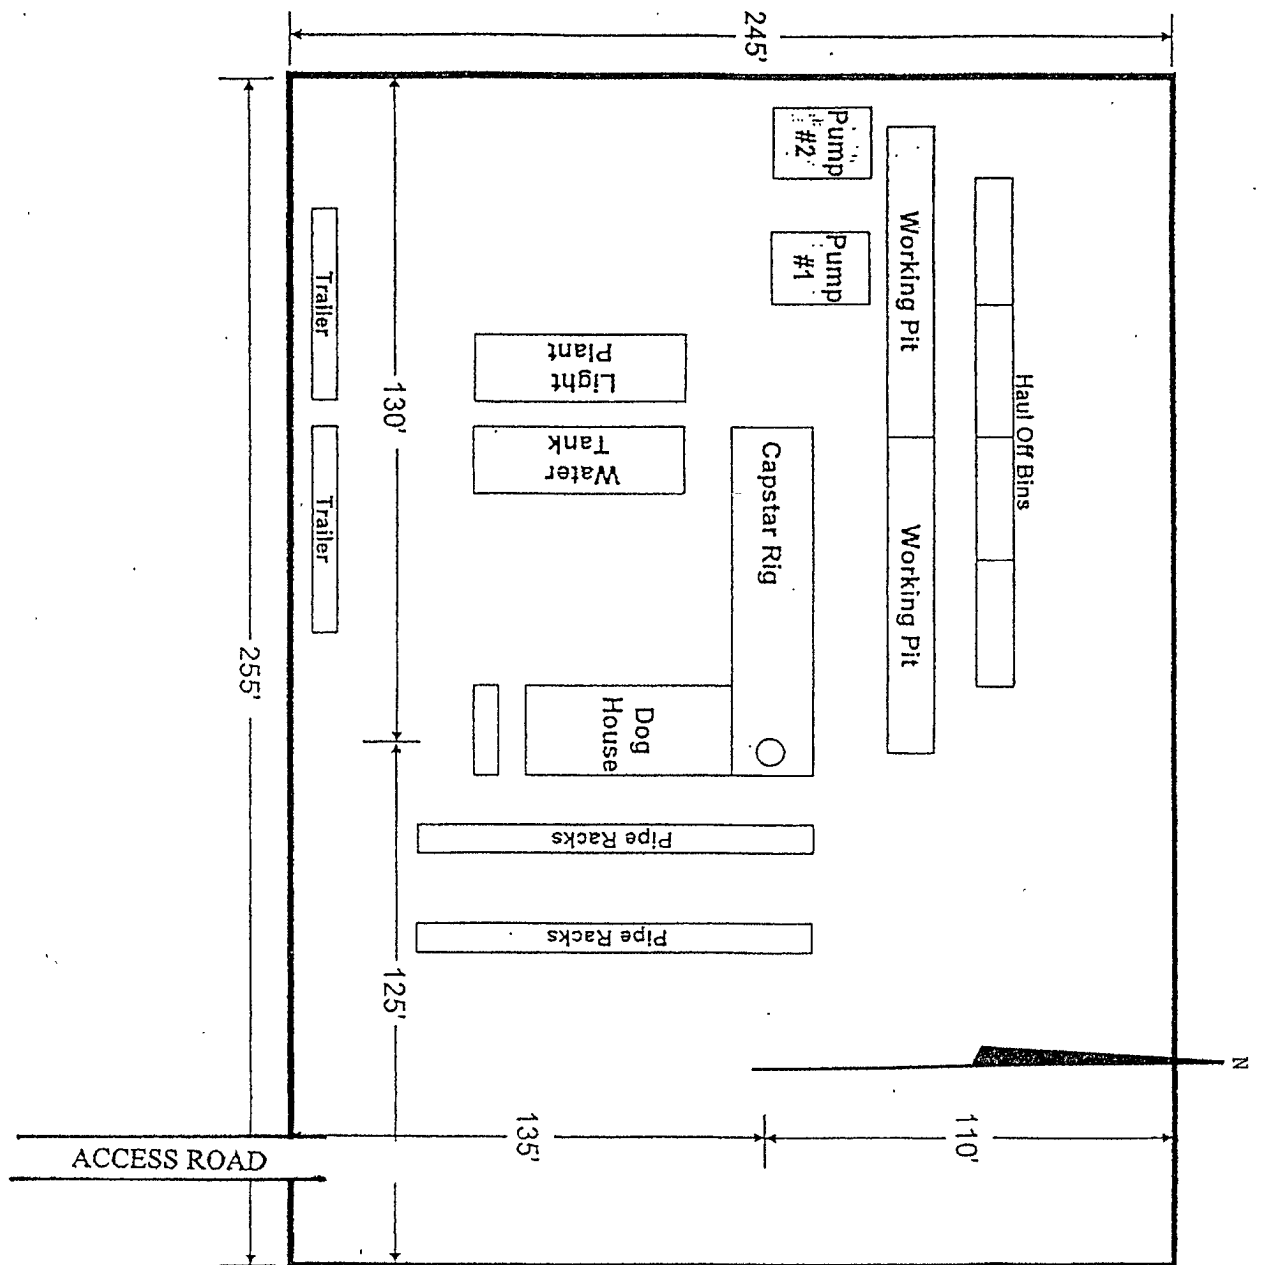 245'
Pump
#2
Pump
#1
Working Pit
Working Pit
Haul Off Bins
Trailer
Trailer
130'
Light
Plant
Water
Tank
Capstar Rig
255'
Dog
House
Pipe Racks
Pipe Racks
125'
N
135'
110'
ACCESS ROAD